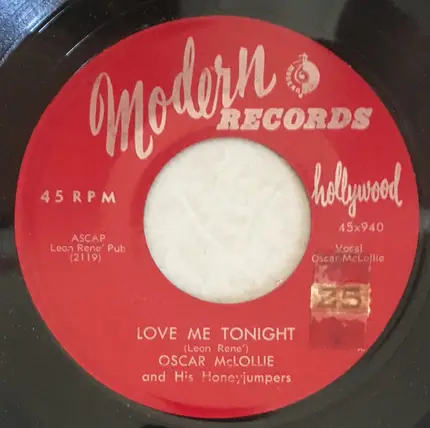 Modern
RECORDS
hollywood
45 RPM
45x940
ASCAP
Leon Rene' Pub
(2119)
Vocal
Oscar McLollie
25
LOVE ME TONIGHT
(Leon Rene')
OSCAR McLOLLIE
and His Honeyjumpers